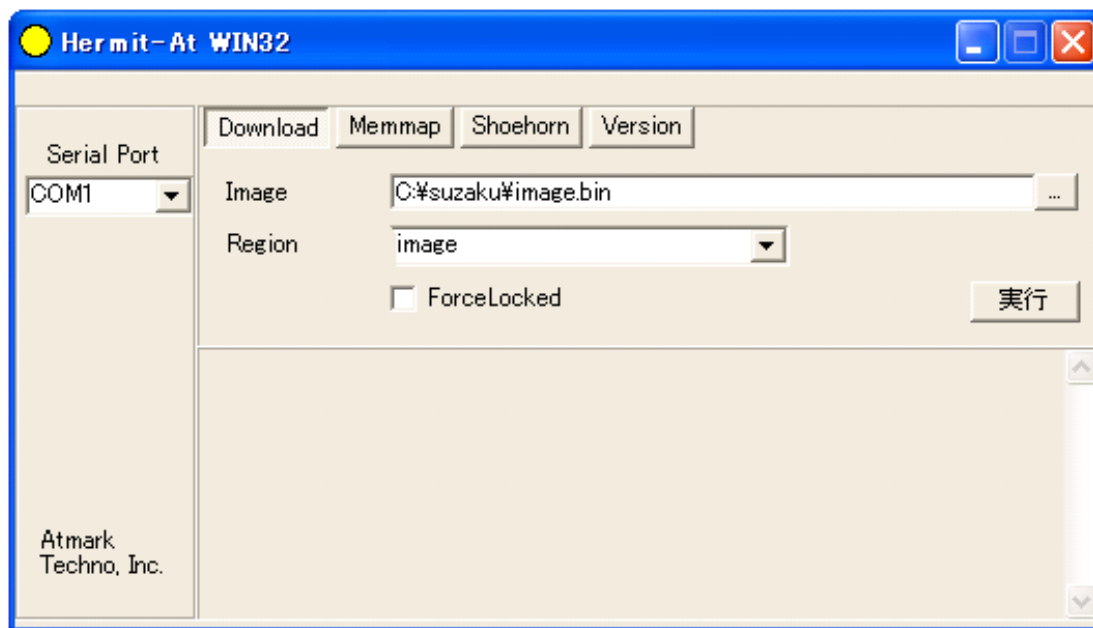 Hermit-At WIN32
Serial Port
COM1
Atmark
Techno, Inc.
Download Memmap Shoehorn Version
Image C:¥suzaku¥image.bin ...
Region image
ForceLocked
実行